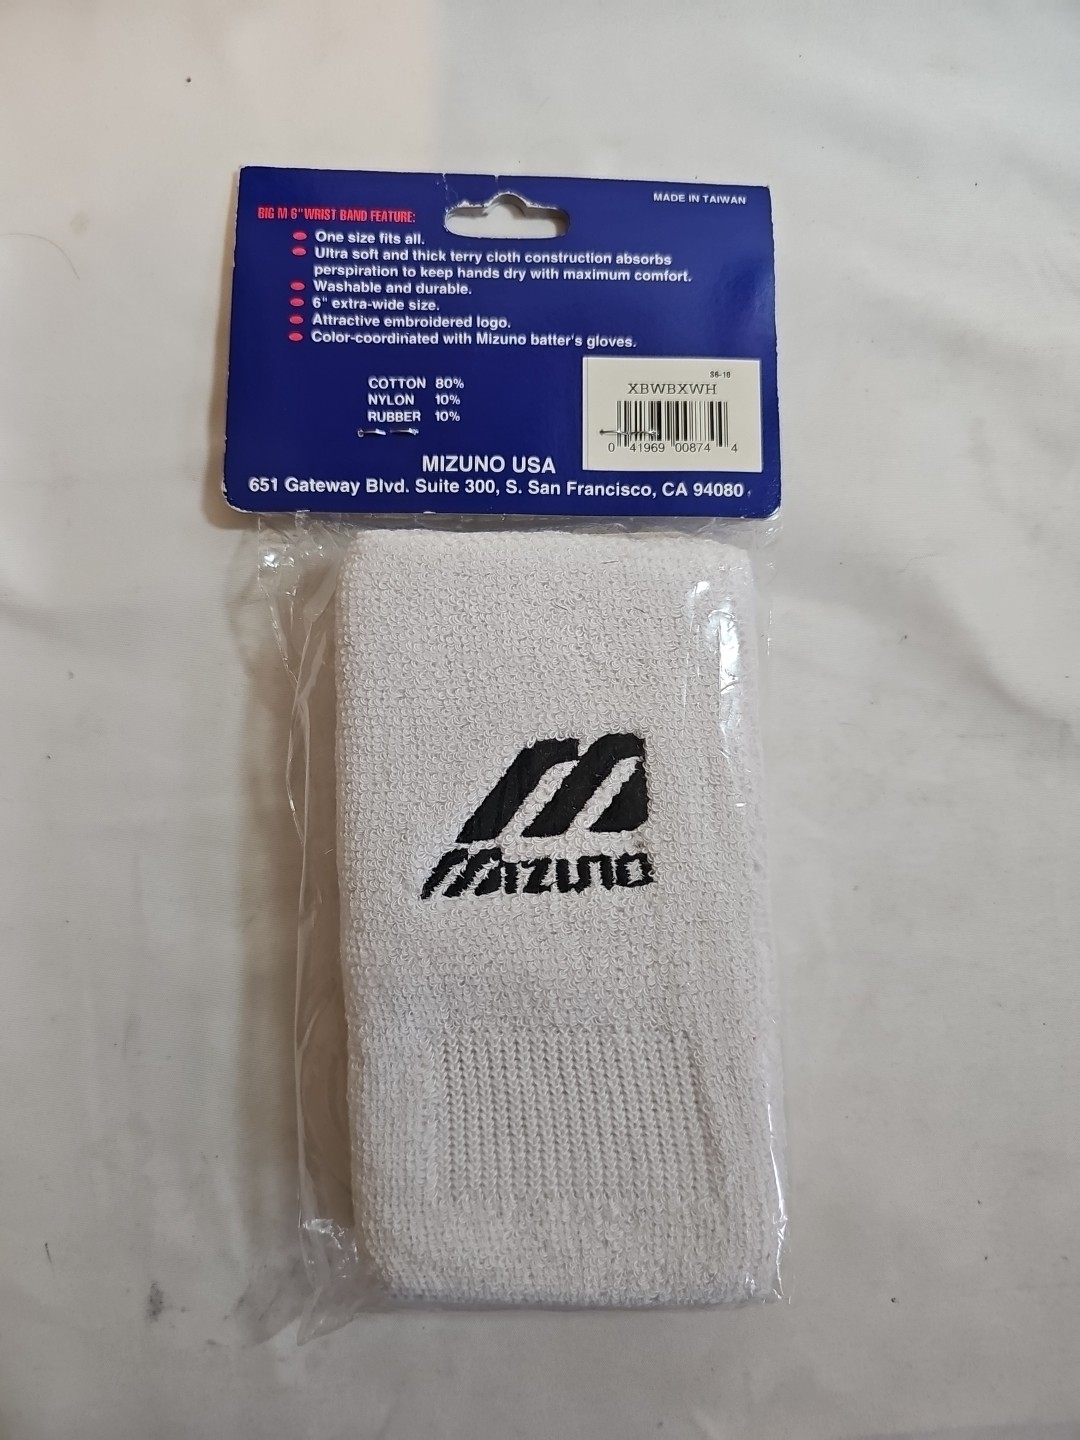 MADE IN TAIWAN
BIG M 6" WRIST BAND FEATURE:
One size fits all.
Ultra soft and thick terry cloth construction absorbs
perspiration to keep hands dry with maximum comfort.
Washable and durable.
6" extra-wide size.
Attractive embroidered logo.
Color-coordinated with Mizuno batter's gloves.
COTTON 80%
NYLON 10%
RUBBER 10%
S6-10
XBWBXWH
0 41969 00874 4
MIZUNO USA
651 Gateway Blvd. Suite 300, S. San Francisco, CA 94080
Mizuno